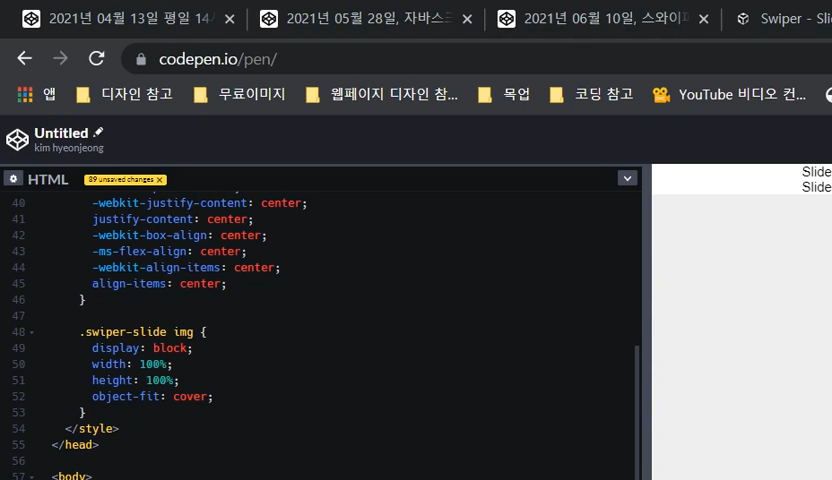 2021년 04월 13일 평일 14 ×
2021년 05월 28일, 자바스크 ×
2021년 06월 10일, 스와이퍼 ×
Swiper - Sli
codepen.io/pen/
앱 디자인 참고 무료이미지/ 웹페이지 디자인 참... 목업 코딩 참고 YouTube 비디오 컨...
Untitled
kim hyeonjeong
HTML 89 unsaved changes ×
40 -webkit-justify-content: center;
41 justify-content: center;
42 -webkit-box-align: center;
43 -ms-flex-align: center;
44 -webkit-align-items: center;
45 align-items: center;
46 }
47
48 .swiper-slide img {
49 display: block;
50 width: 100%;
51 height: 100%;
52 object-fit: cover;
53 }
54 </style>
55 </head>
56
57 <body>
Slide
Slide